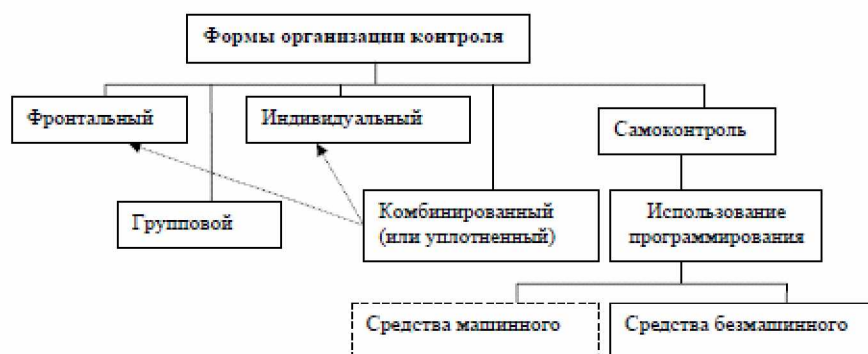 Формы организации контроля
Фронтальный
Индивидуальный
Самоконтроль
Групповой
Комбинированный
(или уплотненный)
Использование
программирования
Средства машинного
Средства безмашинного